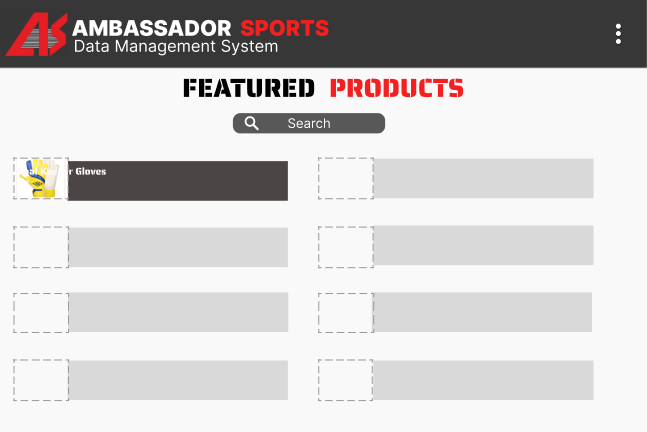 AMBASSADOR SPORTS
Data Management System
FEATURED PRODUCTS
Search
Gloves